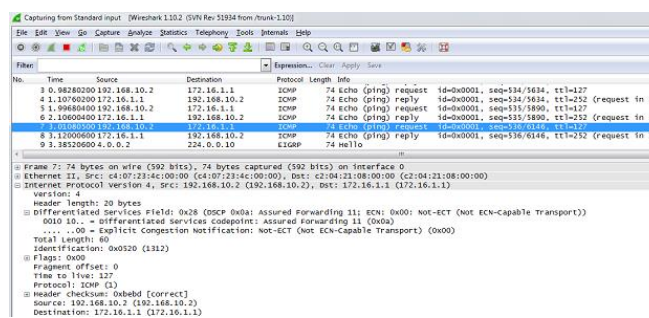 Capturing from Standard input [Wireshark 1.10.2 (SVN Rev 51934 from /trunk-1.10)]
File Edit View Go Capture Analyze Statistics Telephony Tools Internals Help
Filter: Expression... Clear Apply Save
No. Time Source Destination Protocol Length Info
3 0.98280200 192.168.10.2 172.16.1.1 ICMP 74 Echo (ping) request id=0x0001, seq=534/5634, ttl=127
4 1.10760200 172.16.1.1 192.168.10.2 ICMP 74 Echo (ping) reply id=0x0001, seq=534/5634, ttl=252 (request in
5 1.99680400 192.168.10.2 172.16.1.1 ICMP 74 Echo (ping) request id=0x0001, seq=535/5890, ttl=127
6 2.10600400 172.16.1.1 192.168.10.2 ICMP 74 Echo (ping) reply id=0x0001, seq=535/5890, ttl=252 (request in
7 3.01080500 192.168.10.2 172.16.1.1 ICMP 74 Echo (ping) request id=0x0001, seq=536/6146, ttl=127
8 3.12000600 172.16.1.1 192.168.10.2 ICMP 74 Echo (ping) reply id=0x0001, seq=536/6146, ttl=252 (request in
9 3.38520600 4.0.0.2 224.0.0.10 EIGRP 74 Hello
Frame 7: 74 bytes on wire (592 bits), 74 bytes captured (592 bits) on interface 0
Ethernet II, Src: c4:07:23:4c:00:00 (c4:07:23:4c:00:00), Dst: c2:04:21:08:00:00 (c2:04:21:08:00:00)
Internet Protocol Version 4, Src: 192.168.10.2 (192.168.10.2), Dst: 172.16.1.1 (172.16.1.1)
Version: 4
Header length: 20 bytes
Differentiated Services Field: 0x28 (DSCP 0x0a: Assured Forwarding 11; ECN: 0x00: Not-ECT (Not ECN-Capable Transport))
0010 10.. = Differentiated Services Codepoint: Assured Forwarding 11 (0x0a)
.... ..00 = Explicit Congestion Notification: Not-ECT (Not ECN-Capable Transport) (0x00)
Total Length: 60
Identification: 0x0520 (1312)
Flags: 0x00
Fragment offset: 0
Time to live: 127
Protocol: ICMP (1)
Header checksum: 0xbebd [correct]
Source: 192.168.10.2 (192.168.10.2)
Destination: 172.16.1.1 (172.16.1.1)